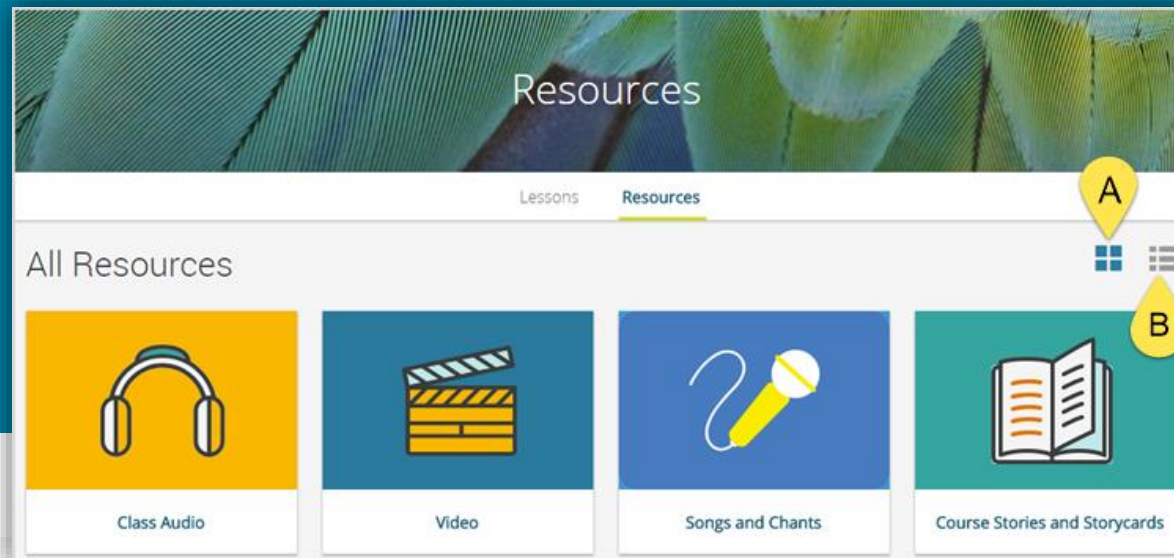 Resources
Lessons Resources
A
All Resources
B
Class Audio Video Songs and Chants Course Stories and Storycards